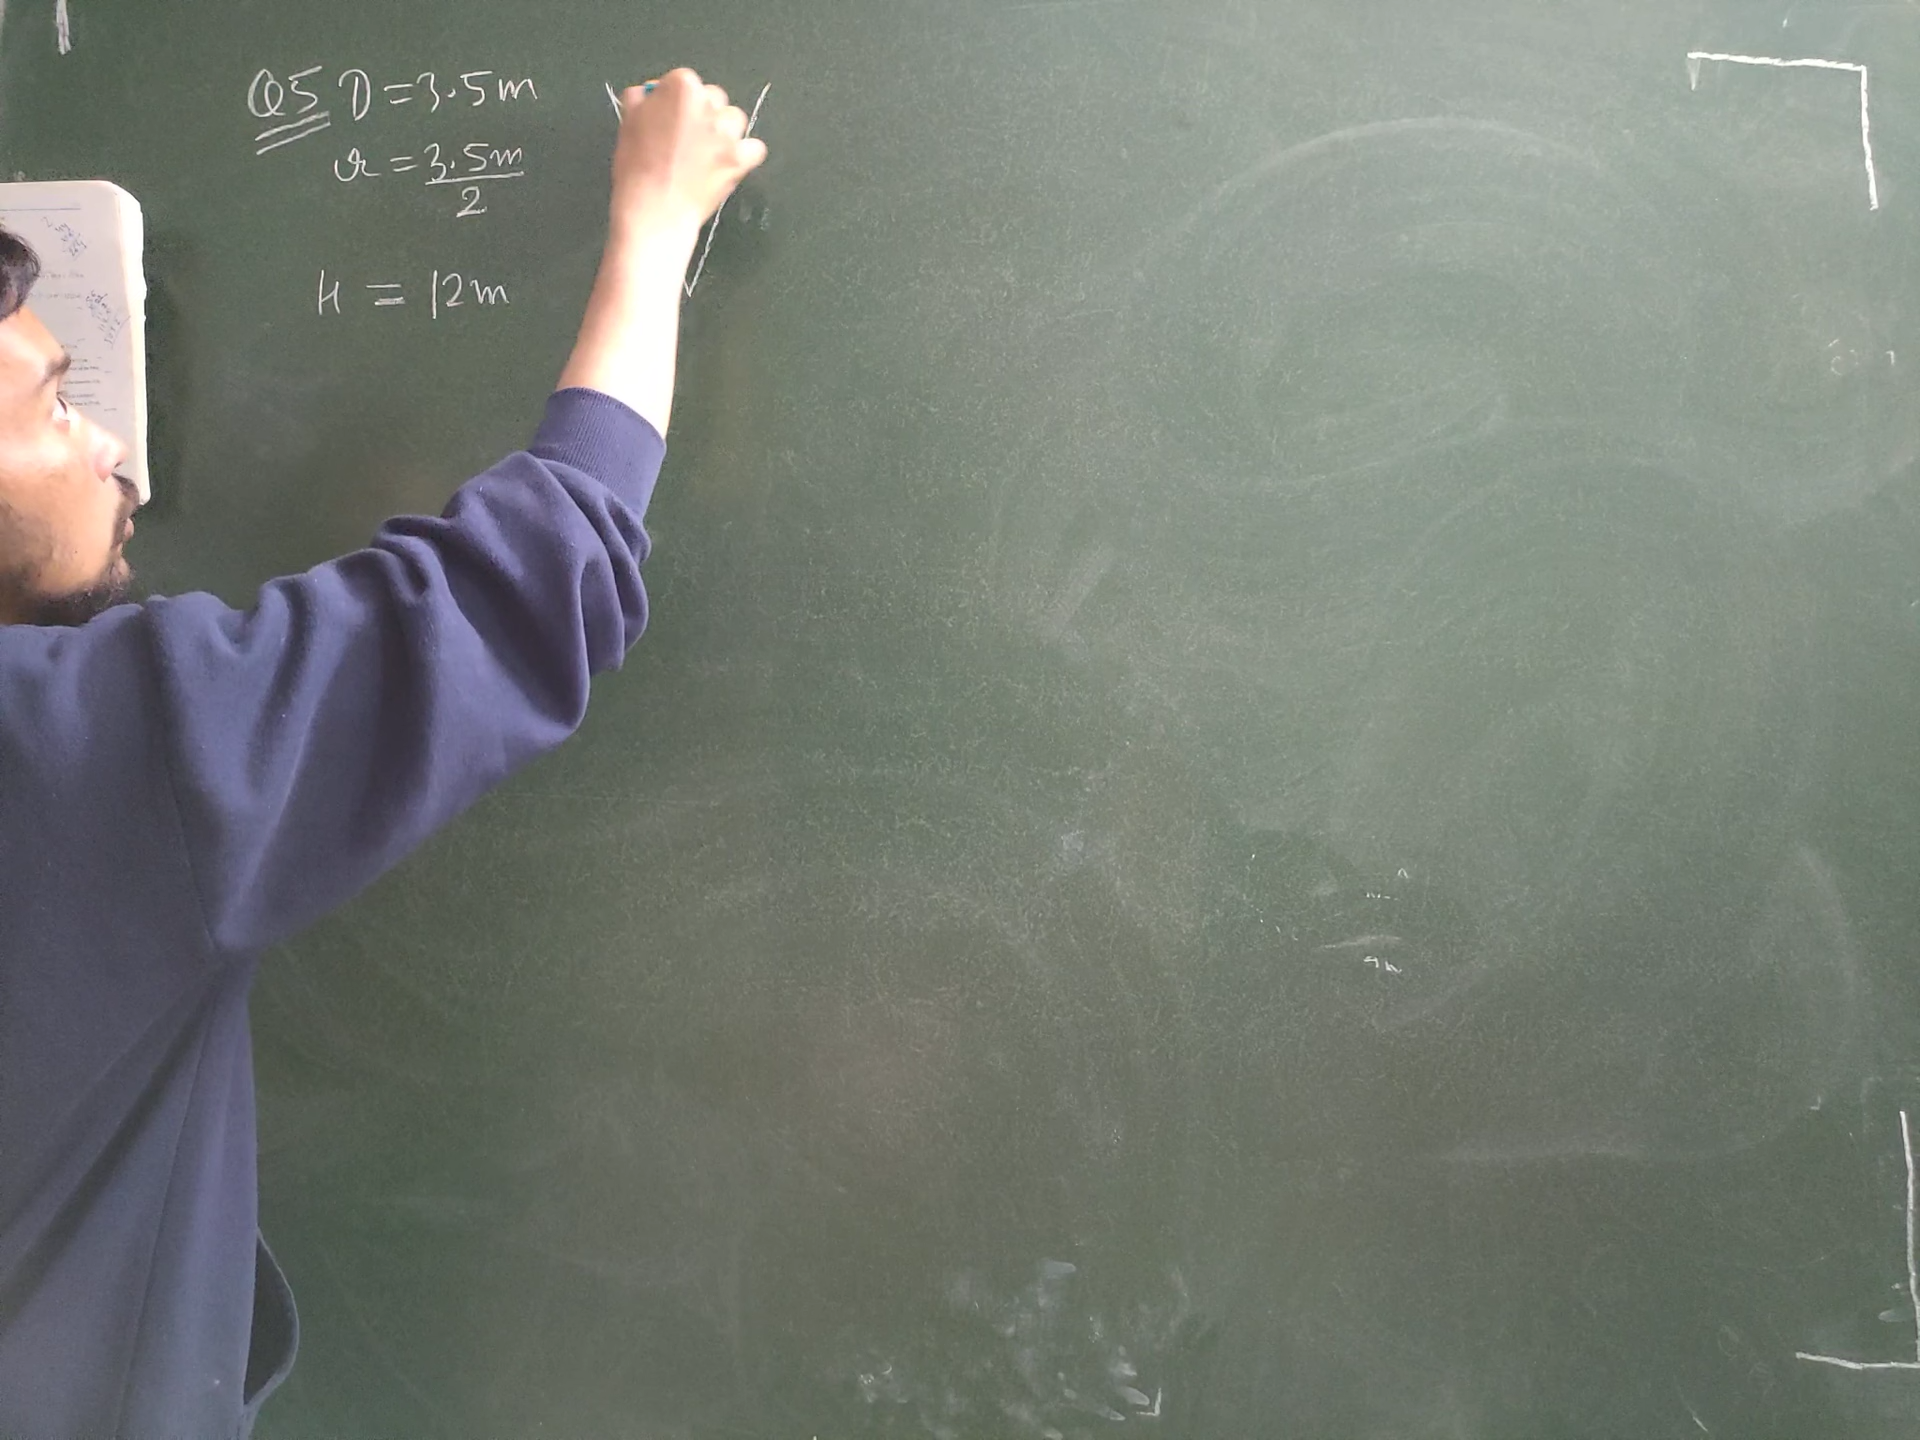 Q5 D = 3.5m
r = 3.5m
2
H = 12m